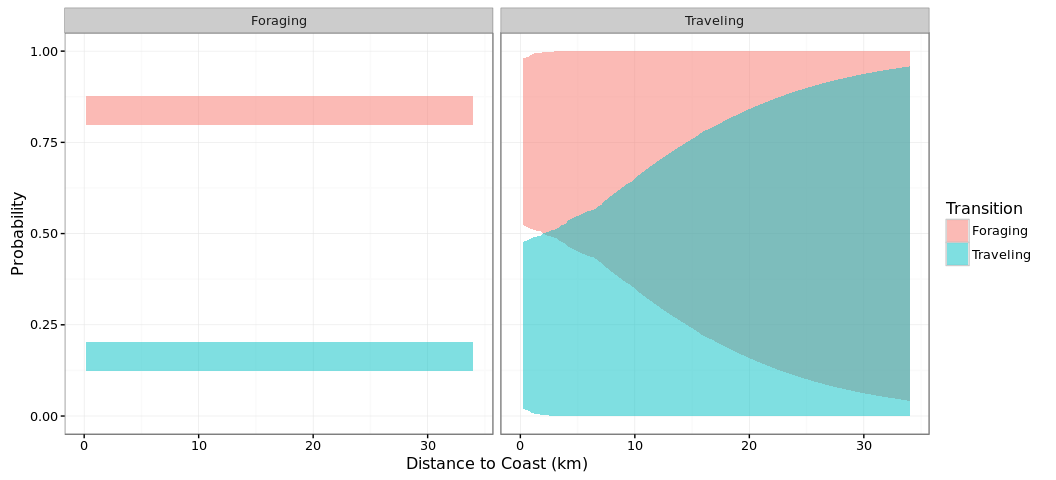 Foraging
Traveling
Probability
1.00
0.75
0.50
0.25
0.00
0 10 20 30
0 10 20 30
Distance to Coast (km)
Transition
Foraging
Traveling